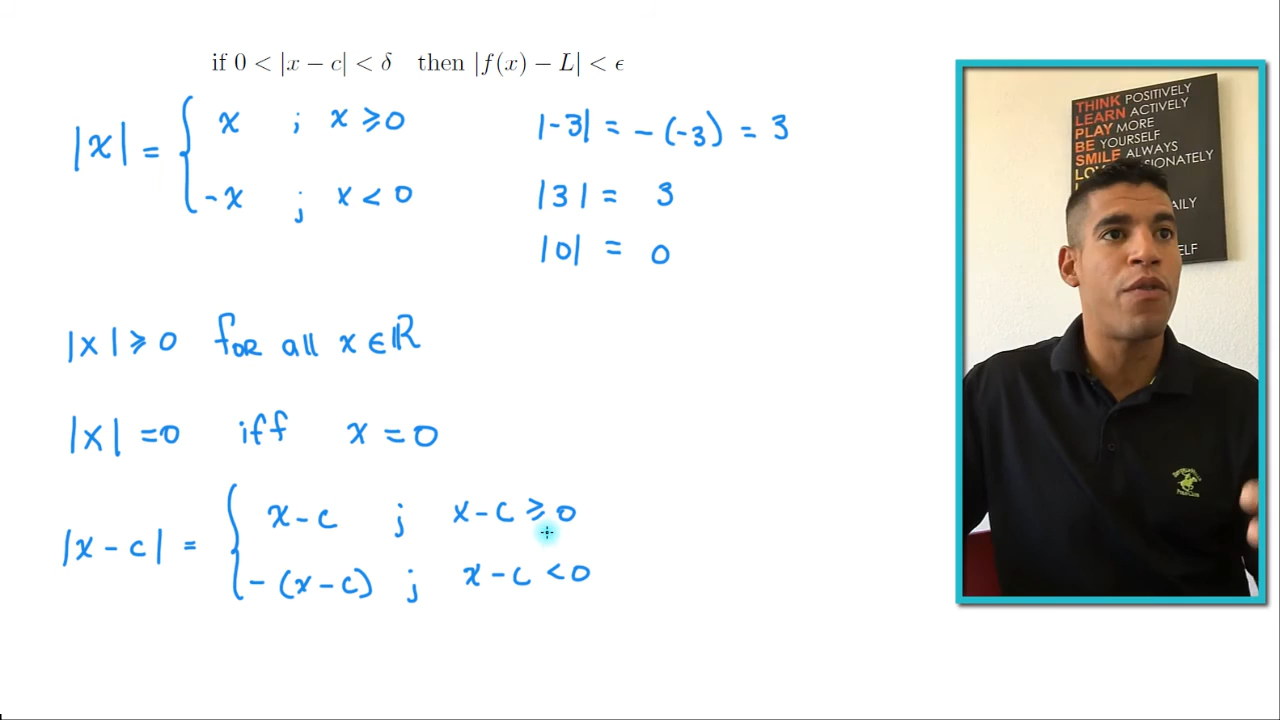 if 0 < |x − c| < δ then |f(x) − L| < ϵ
|x| = { x ; x ≥ 0
-x ; x < 0
|-3| = -(-3) = 3
|3| = 3
|0| = 0
|x| ≥ 0 for all x ∈ ℝ
|x| = 0 iff x = 0
|x - c| = { x - c ; x - c ≥ 0
-(x - c) ; x - c < 0
THINK POSITIVELY
LEARN ACTIVELY
PLAY MORE
BE YOURSELF
SMILE ALWAYS